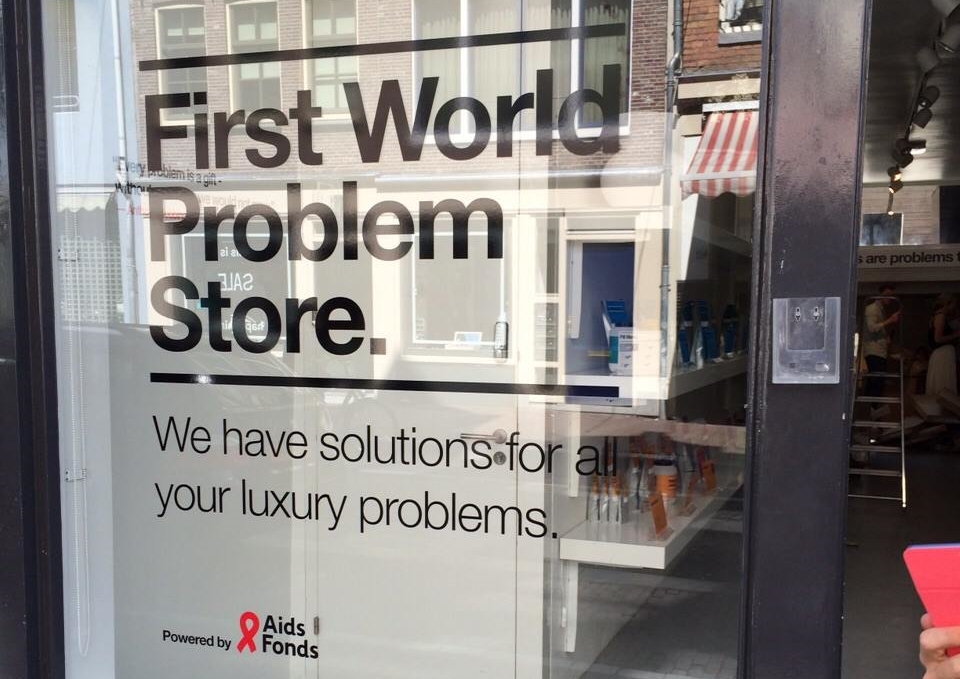 First World
Problem
Store.
We have solutions for all
your luxury problems.
Powered by Aids
Fonds
every problem is a gift -
SALE
s are problems